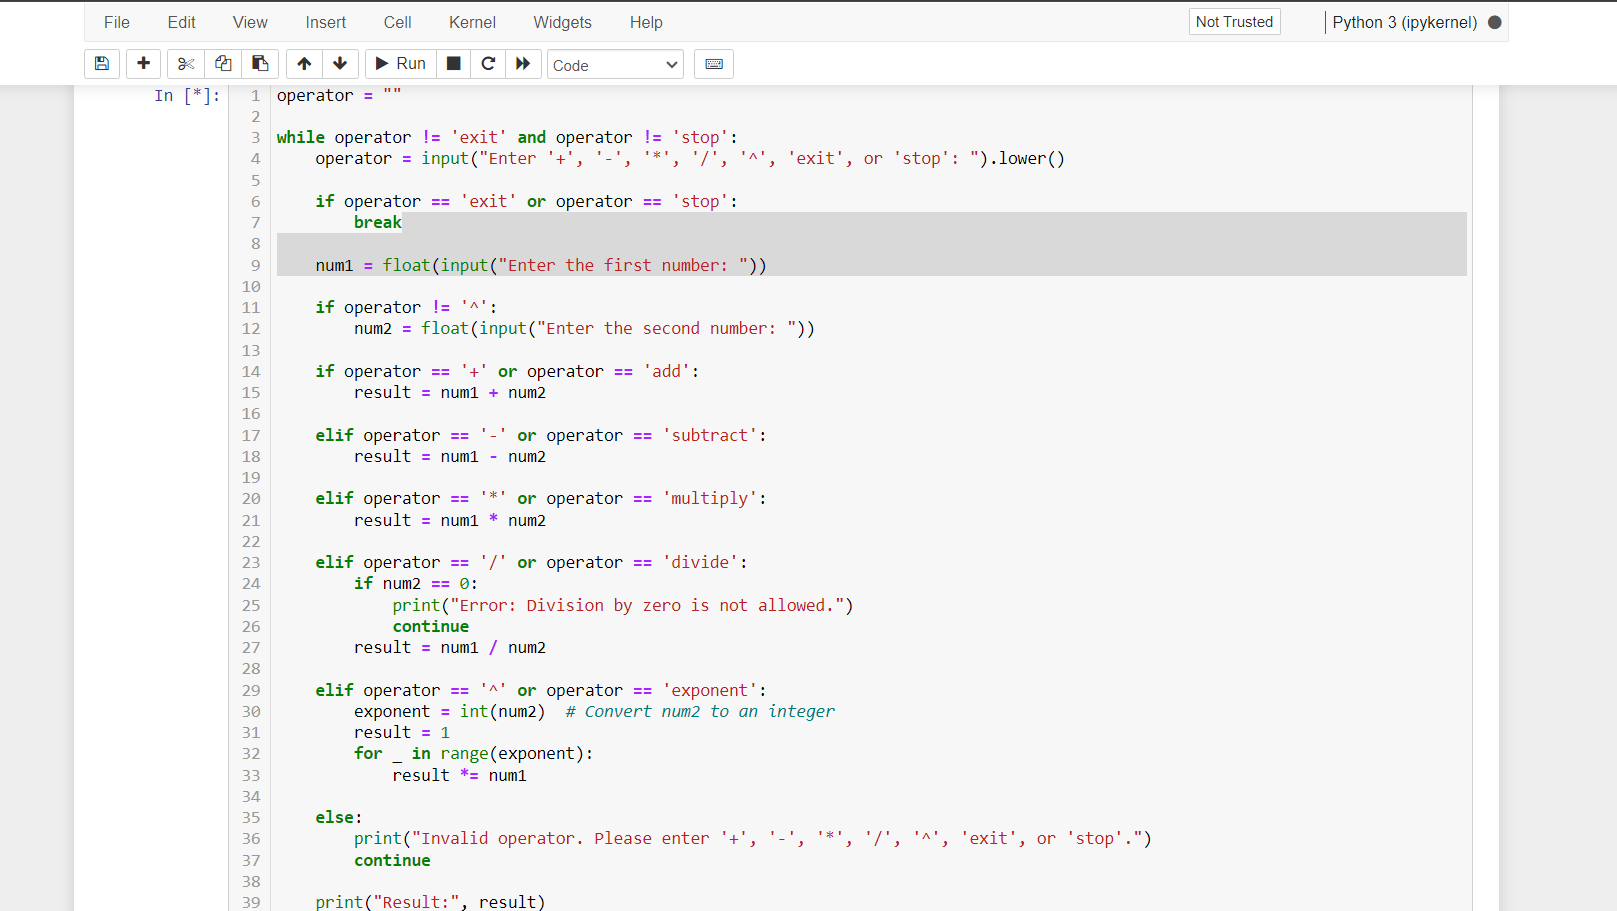 File Edit View Insert Cell Kernel Widgets Help Not Trusted Python 3 (ipykernel)
Run Code
In [*]:
1 operator = ""
2
3 while operator != 'exit' and operator != 'stop':
4     operator = input("Enter '+', '-', '*', '/', '^', 'exit', or 'stop': ").lower()
5
6     if operator == 'exit' or operator == 'stop':
7         break
8
9     num1 = float(input("Enter the first number: "))
10
11     if operator != '^':
12         num2 = float(input("Enter the second number: "))
13
14     if operator == '+' or operator == 'add':
15         result = num1 + num2
16
17     elif operator == '-' or operator == 'subtract':
18         result = num1 - num2
19
20     elif operator == '*' or operator == 'multiply':
21         result = num1 * num2
22
23     elif operator == '/' or operator == 'divide':
24         if num2 == 0:
25             print("Error: Division by zero is not allowed.")
26             continue
27         result = num1 / num2
28
29     elif operator == '^' or operator == 'exponent':
30         exponent = int(num2)  # Convert num2 to an integer
31         result = 1
32         for _ in range(exponent):
33             result *= num1
34
35     else:
36         print("Invalid operator. Please enter '+', '-', '*', '/', '^', 'exit', or 'stop'.")
37         continue
38
39     print("Result:", result)